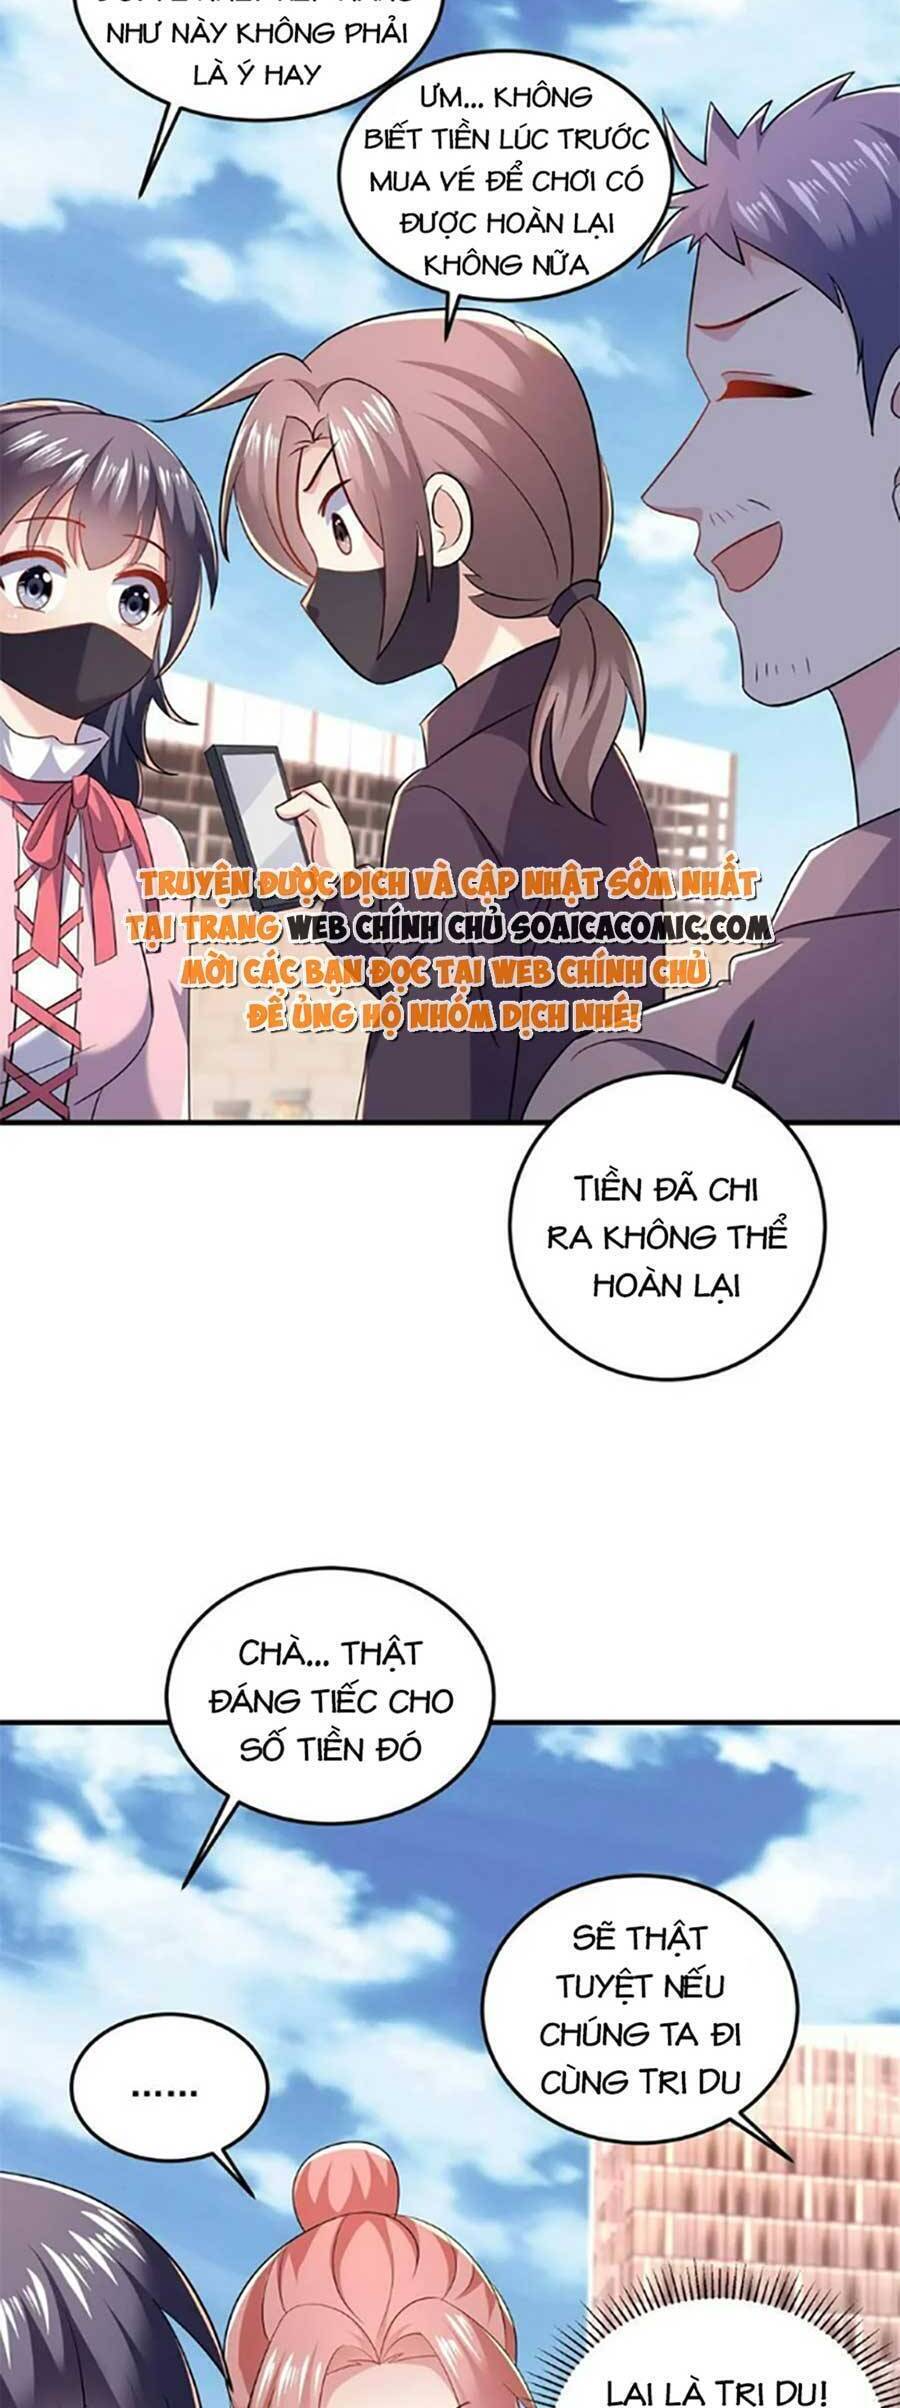 NHƯ NÀY KHÔNG PHẢI
LÀ Ý HAY
ƯM... KHÔNG
BIẾT TIỀN LÚC TRƯỚC
MUA VÉ ĐỂ CHƠI CÓ
ĐƯỢC HOÀN LẠI
KHÔNG NỮA
TRUYỆN ĐƯỢC DỊCH VÀ CẬP NHẬT SỚM NHẤT
TẠI TRANG WEB CHÍNH CHỦ SOAICACOMIC.COM
MỜI CÁC BẠN ĐỌC TẠI WEB CHÍNH CHỦ
ĐỂ ỦNG HỘ NHÓM DỊCH NHÉ!
TIỀN ĐÃ CHI
RA KHÔNG THỂ
HOÀN LẠI
CHÀ... THẬT
ĐÁNG TIẾC CHO
SỐ TIỀN ĐÓ
SẼ THẬT
TUYỆT NẾU
CHÚNG TA ĐI
CÙNG TRI DU
......
LẠI LÀ TRI DU!